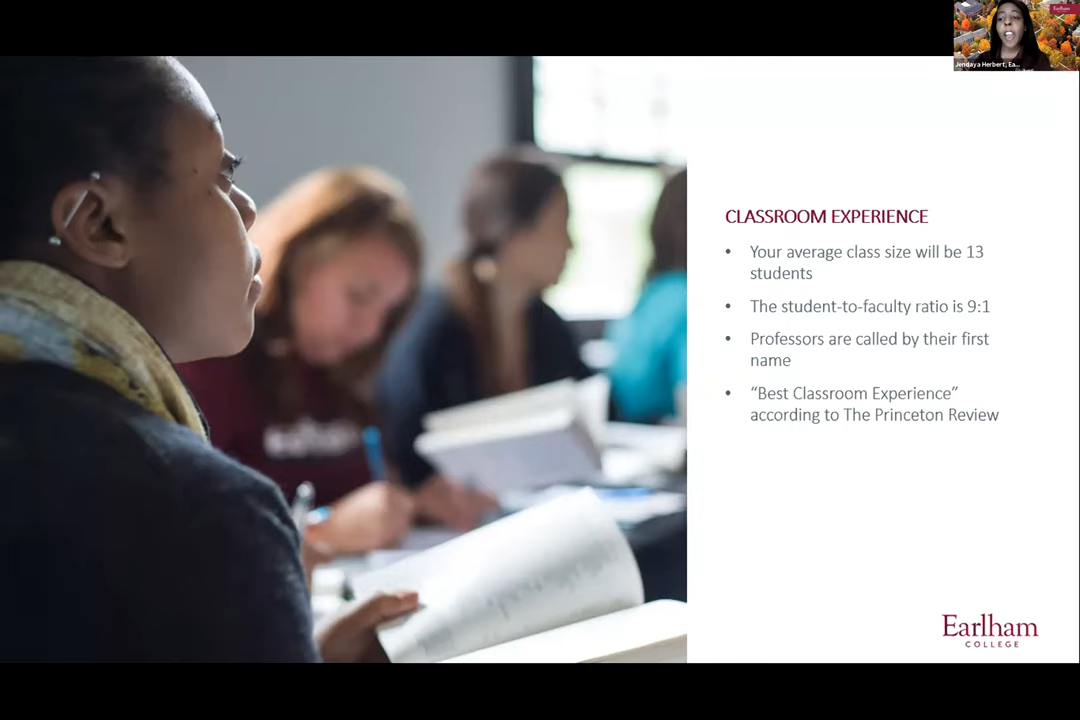 Earlham
Jendaya Herbert, Ea...
CLASSROOM EXPERIENCE
• Your average class size will be 13
students
• The student-to-faculty ratio is 9:1
• Professors are called by their first
name
• “Best Classroom Experience”
according to The Princeton Review
Earlham
COLLEGE